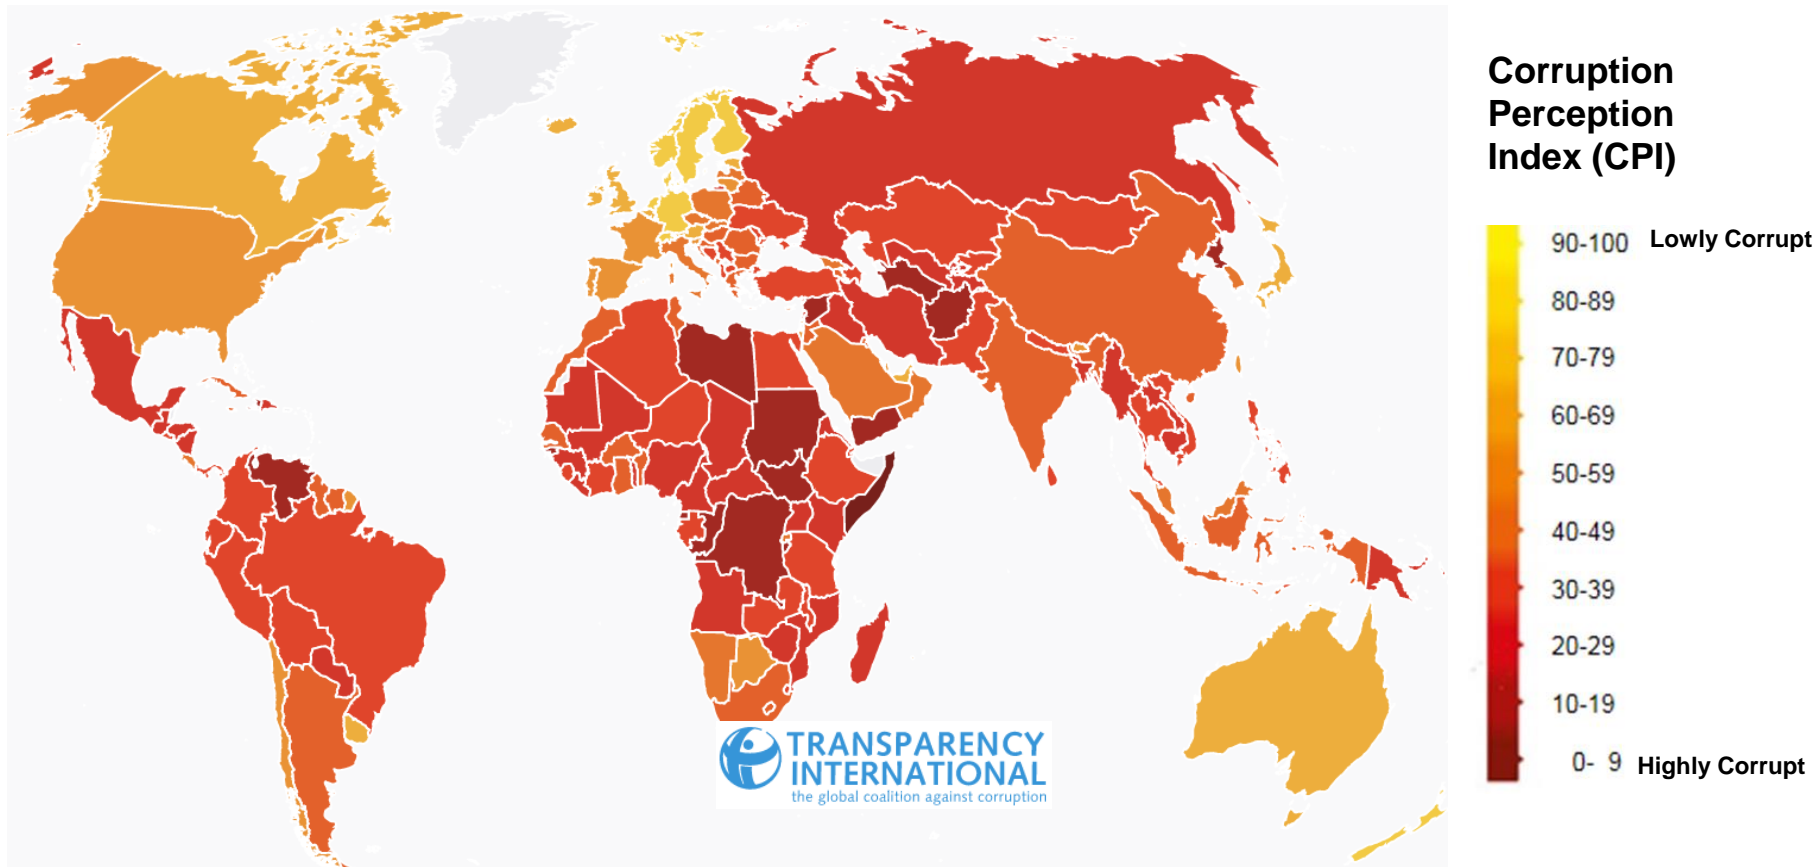 Corruption
Perception
Index (CPI)
90-100 Lowly Corrupt
80-89
70-79
60-69
50-59
40-49
30-39
20-29
10-19
0- 9 Highly Corrupt
TRANSPARENCY
INTERNATIONAL
the global coalition against corruption